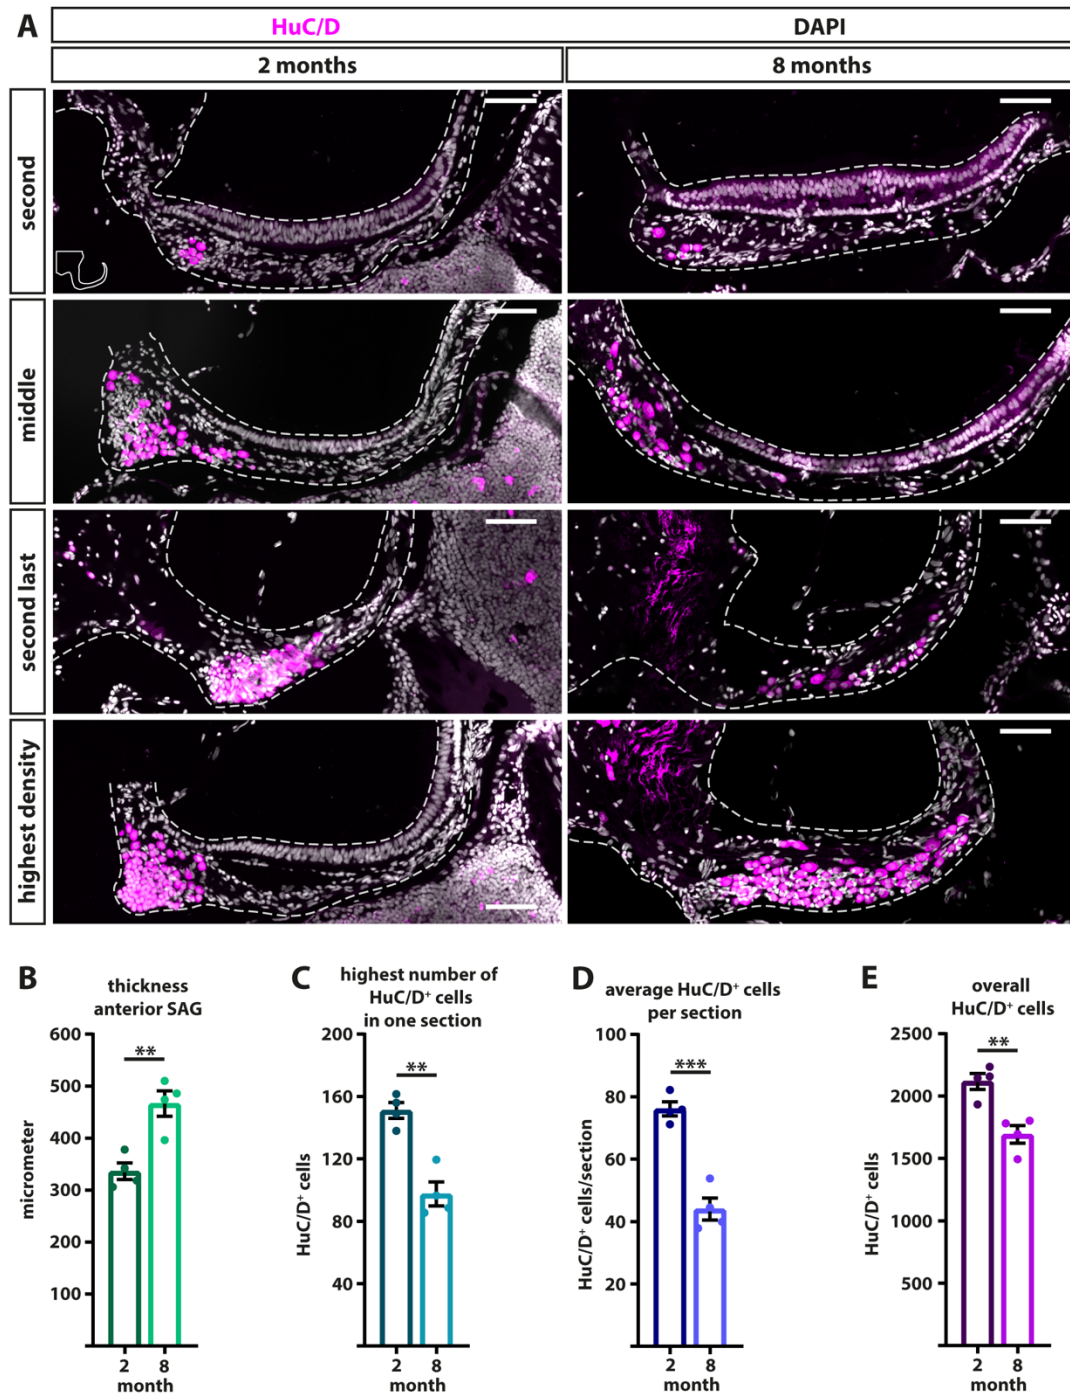 A
HuC/D
DAPI
2 months
8 months
second
middle
second last
highest density
B
thickness
anterior SAG
600
500
400
300
200
100
micrometer
**
2
8
month
C
highest number of
HuC/D⁺ cells
in one section
200
160
120
80
40
HuC/D⁺ cells
**
2
8
month
D
average HuC/D⁺ cells
per section
100
80
60
40
20
HuC/D⁺ cells/section
***
2
8
month
E
overall
HuC/D⁺ cells
2500
2000
1500
1000
500
HuC/D⁺ cells
**
2
8
month